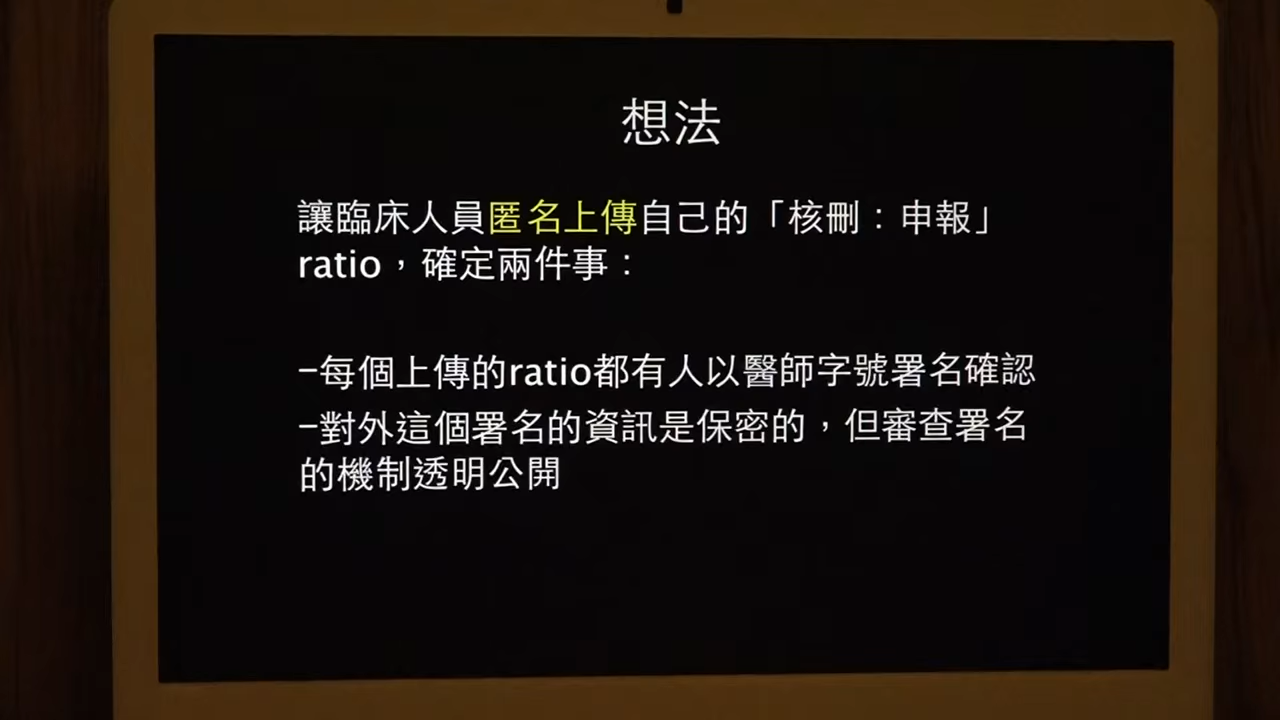 想法
讓臨床人員匿名上傳自己的「核刪：申報」
ratio，確定兩件事：
–每個上傳的ratio都有人以醫師字號署名確認
–對外這個署名的資訊是保密的，但審查署名
的機制透明公開